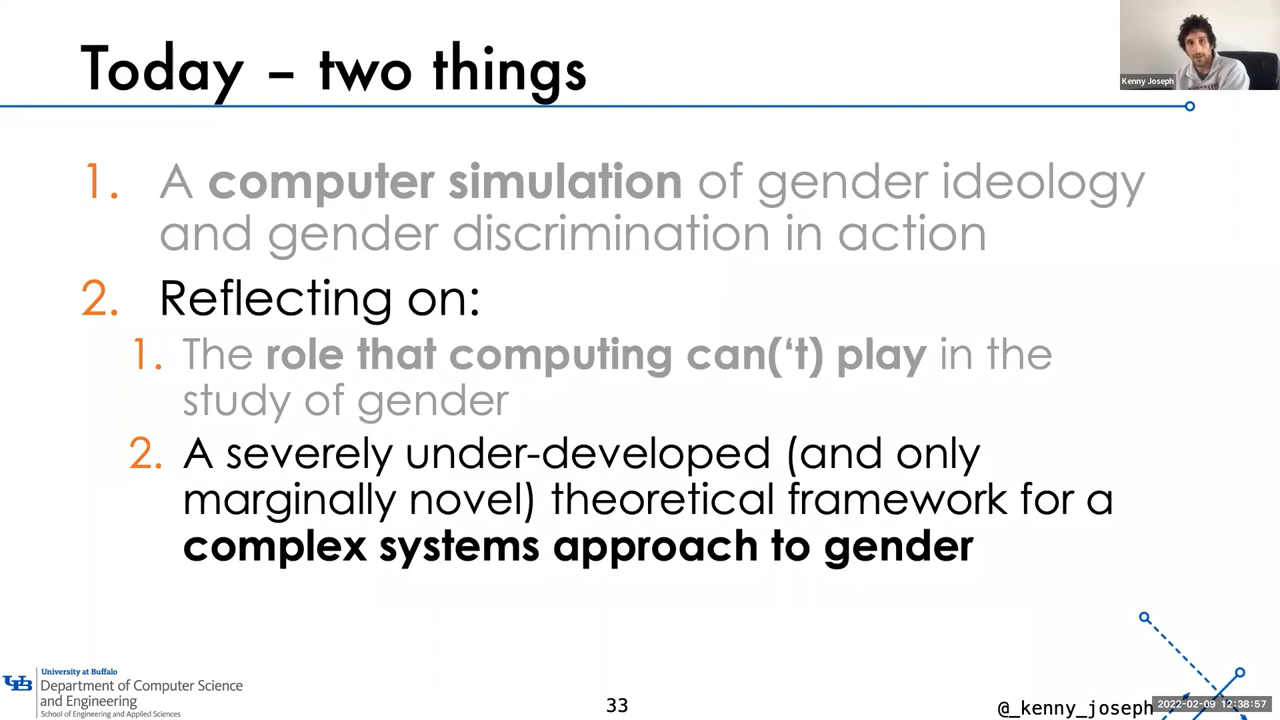 Today – two things
Kenny Joseph
1. A computer simulation of gender ideology
and gender discrimination in action
2. Reflecting on:
1. The role that computing can(‘t) play in the
study of gender
2. A severely under-developed (and only
marginally novel) theoretical framework for a
complex systems approach to gender
UB
University at Buffalo
Department of Computer Science
and Engineering
School of Engineering and Applied Sciences
33
@_kenny_joseph
2022-02-09 12:38:57